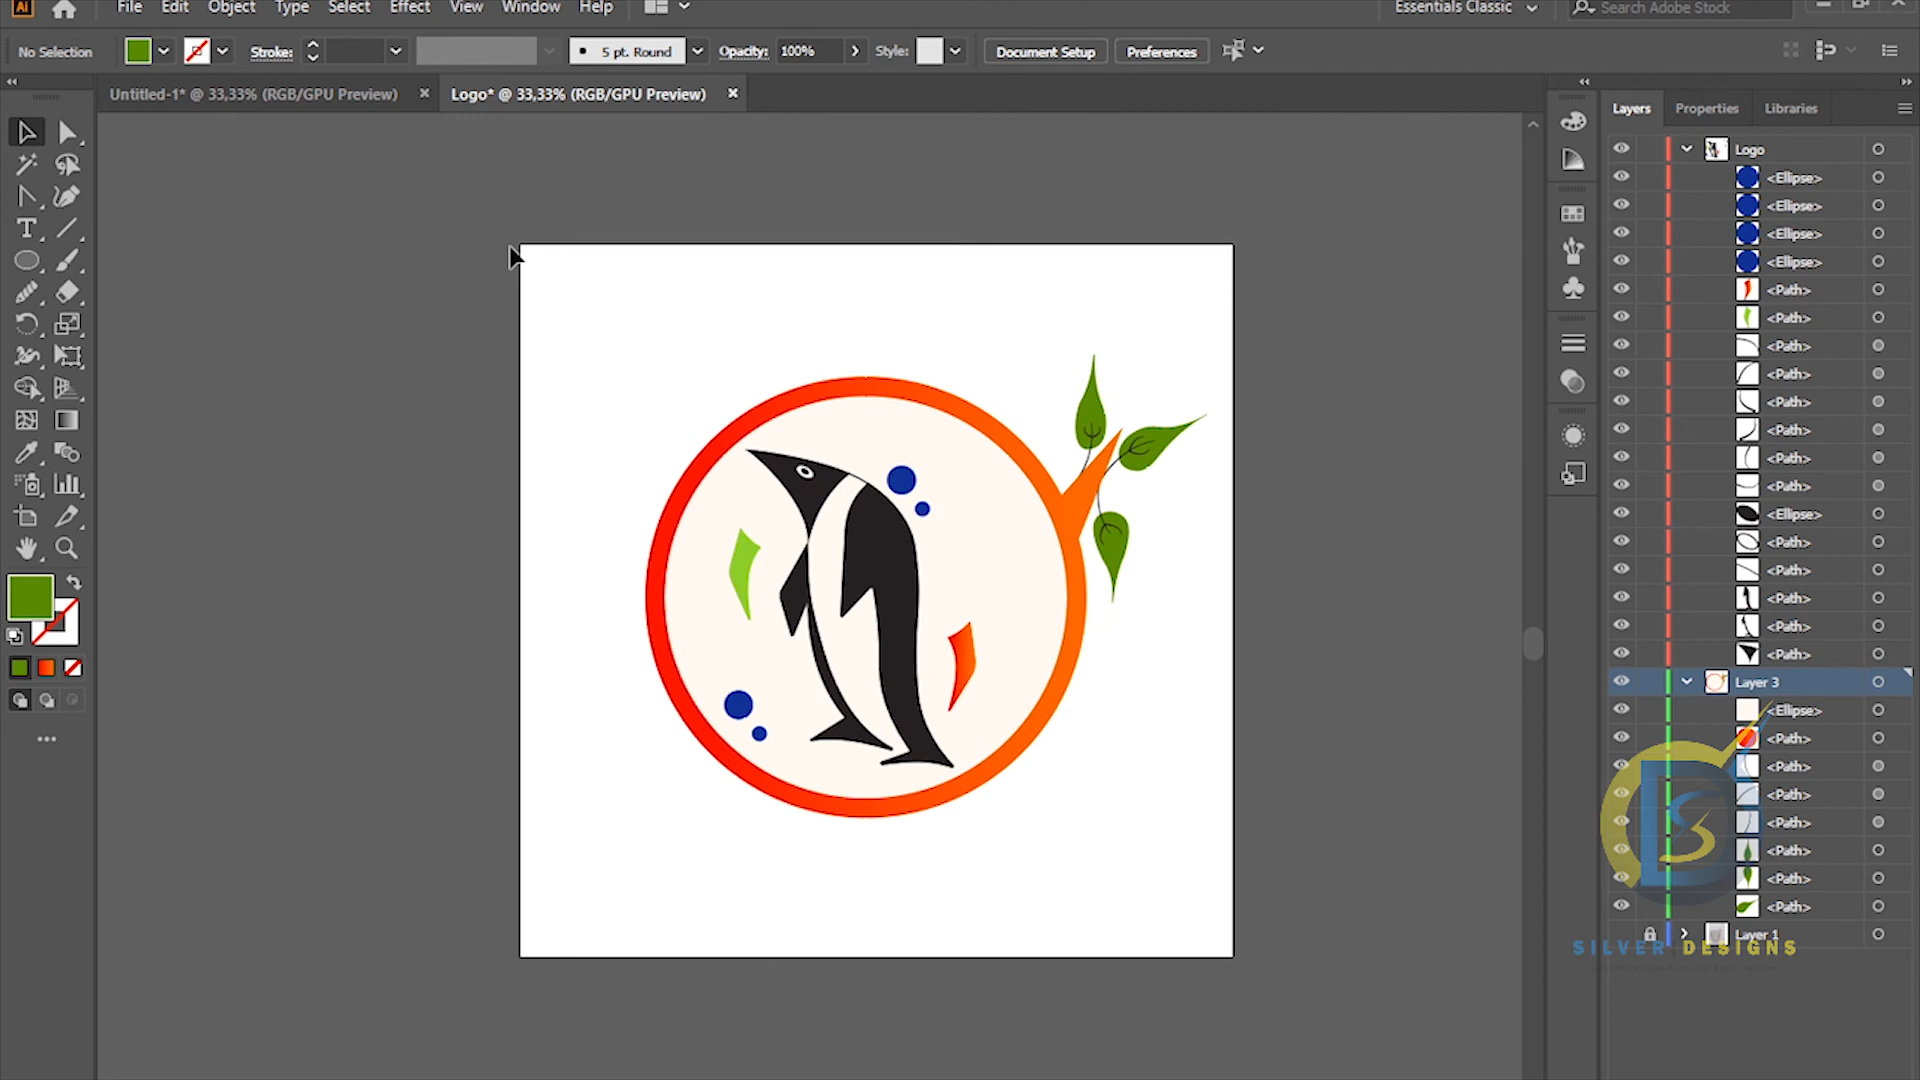 Ai File Edit Object Type Select Effect View Window Help Essentials Classic Search Adobe Stock
No Selection Stroke: 5 pt. Round Opacity: 100% Style: Document Setup Preferences
Untitled-1* @ 33,33% (RGB/GPU Preview) Logo* @ 33,33% (RGB/GPU Preview)
Layers Properties Libraries
Logo
<Ellipse>
<Ellipse>
<Ellipse>
<Ellipse>
<Path>
<Path>
<Path>
<Path>
<Path>
<Path>
<Path>
<Path>
<Ellipse>
<Path>
<Path>
<Path>
<Path>
<Path>
Layer 3
<Ellipse>
<Path>
<Path>
<Path>
<Path>
<Path>
<Path>
<Path>
Layer 1
SILVER DESIGNS